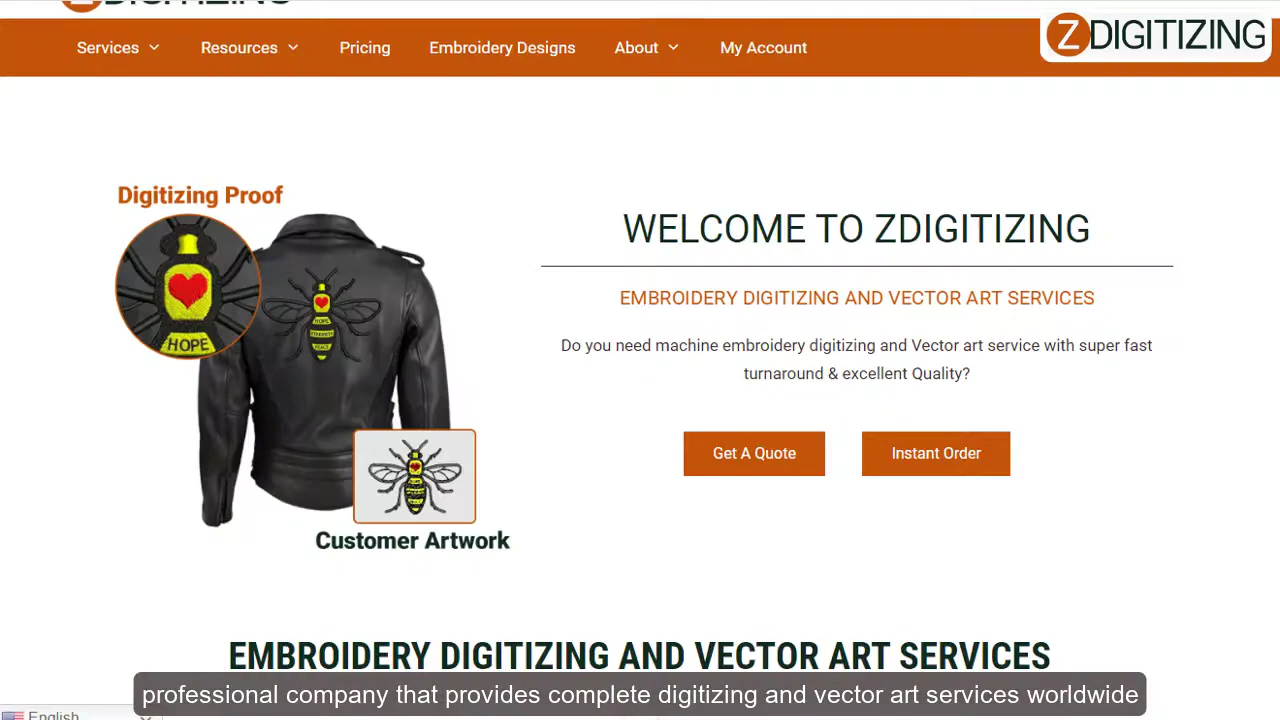 Services
Resources
Pricing
Embroidery Designs
About
My Account
ZDIGITIZING
Digitizing Proof
HOPE
HOPE
WELCOME TO ZDIGITIZING
EMBROIDERY DIGITIZING AND VECTOR ART SERVICES
Do you need machine embroidery digitizing and Vector art service with super fast
turnaround & excellent Quality?
Get A Quote
Instant Order
Customer Artwork
EMBROIDERY DIGITIZING AND VECTOR ART SERVICES
professional company that provides complete digitizing and vector art services worldwide
English